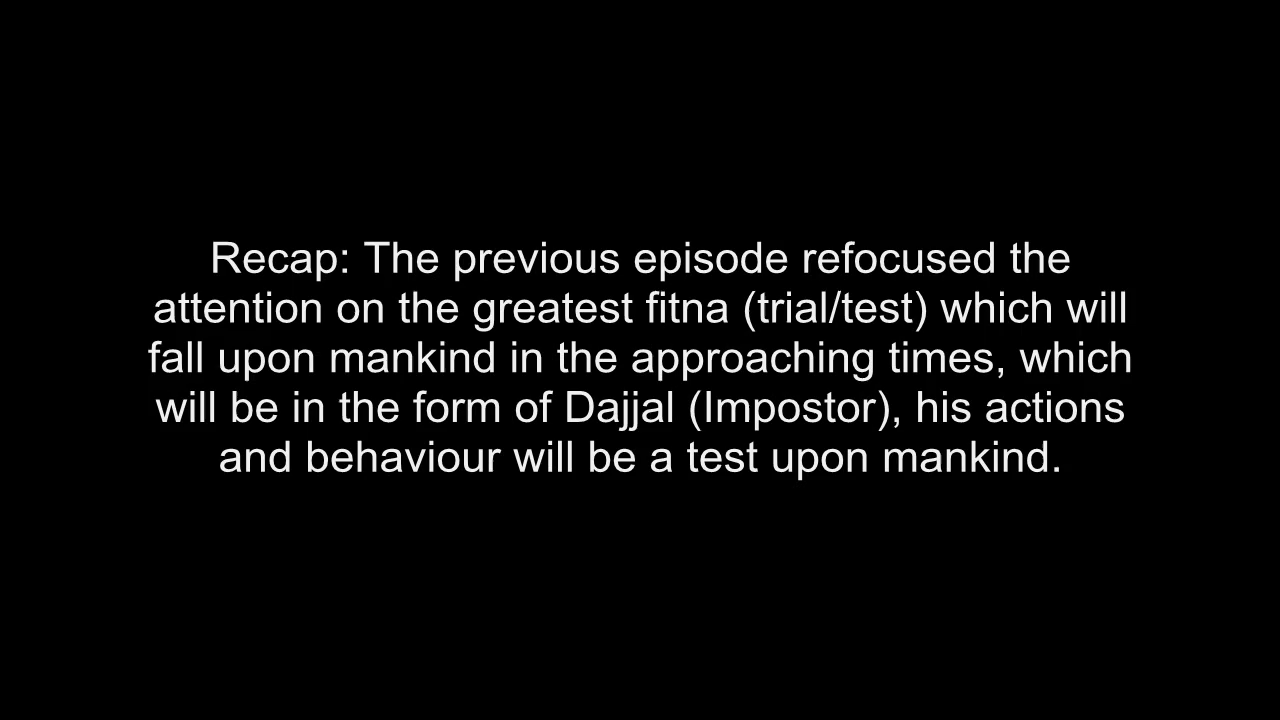 Recap: The previous episode refocused the
attention on the greatest fitna (trial/test) which will
fall upon mankind in the approaching times, which
will be in the form of Dajjal (Impostor), his actions
and behaviour will be a test upon mankind.